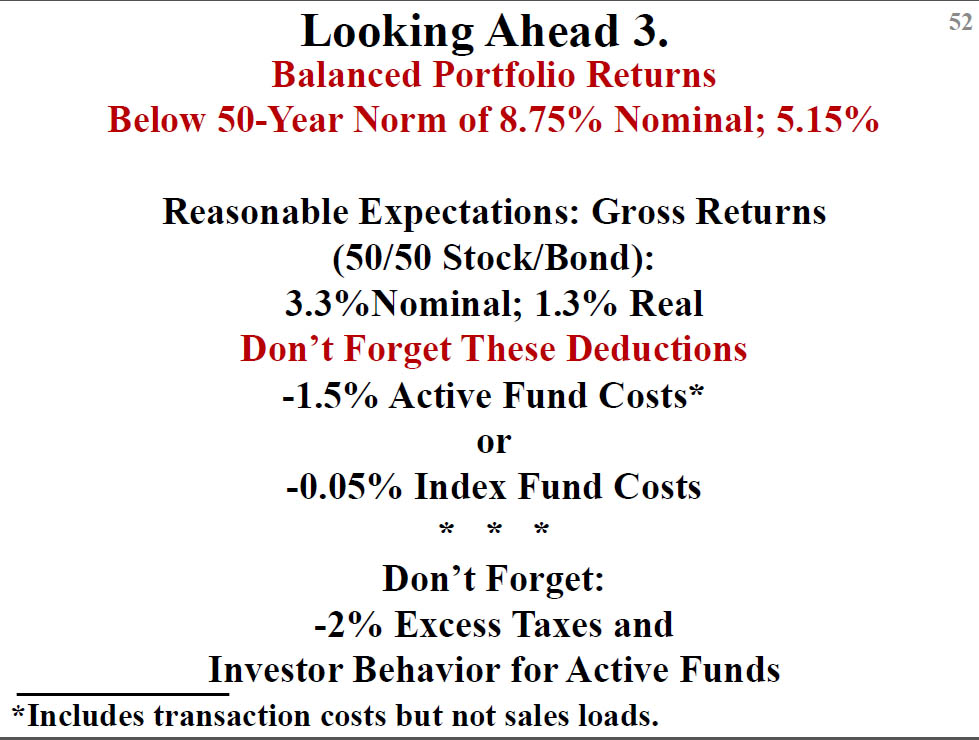 52
Looking Ahead 3.
Balanced Portfolio Returns
Below 50-Year Norm of 8.75% Nominal; 5.15%
Reasonable Expectations: Gross Returns
(50/50 Stock/Bond):
3.3%Nominal; 1.3% Real
Don’t Forget These Deductions
-1.5% Active Fund Costs*
or
-0.05% Index Fund Costs
* * *
Don’t Forget:
-2% Excess Taxes and
Investor Behavior for Active Funds
*Includes transaction costs but not sales loads.